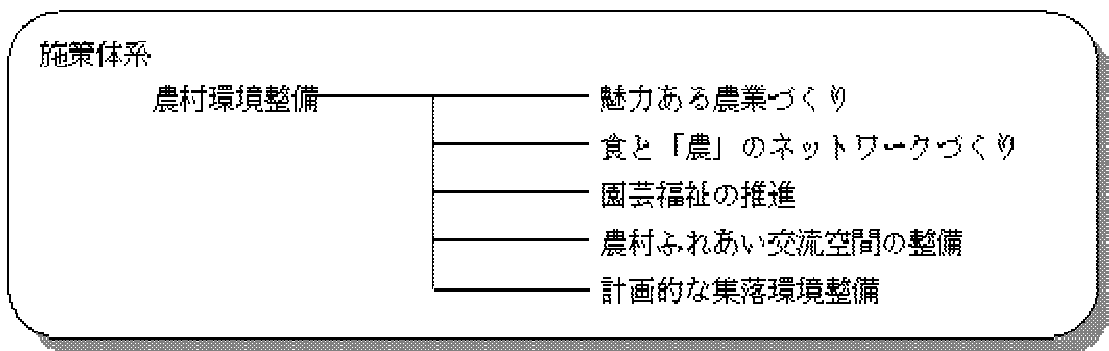 施策体系
農村環境整備 魅力ある農業づくり
食と「農」のネットワークづくり
園芸福祉の推進
農村ふれあい交流空間の整備
計画的な集落環境整備